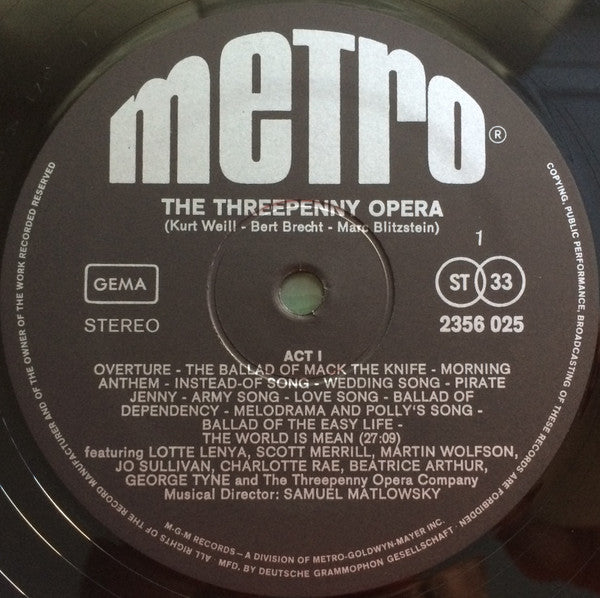 metro ®
THE THREEPENNY OPERA
(Kurt Weill - Bert Brecht - Marc Blitzstein)
1
GEMA
ST 33
STEREO
2356 025
ACT I
OVERTURE - THE BALLAD OF MACK THE KNIFE - MORNING
ANTHEM - INSTEAD-OF SONG - WEDDING SONG - PIRATE
JENNY - ARMY SONG - LOVE SONG - BALLAD OF
DEPENDENCY - MELODRAMA AND POLLY'S SONG -
BALLAD OF THE EASY LIFE -
THE WORLD IS MEAN (27:09)
featuring LOTTE LENYA, SCOTT MERRILL, MARTIN WOLFSON,
JO SULLIVAN, CHARLOTTE RAE, BEATRICE ARTHUR,
GEORGE TYNE and The Threepenny Opera Company
Musical Director: SAMUEL MATLOWSKY
M-G-M RECORDS – A DIVISION OF METRO-GOLDWYN-MAYER INC.
ALL RIGHTS OF THE RECORD MANUFACTURER AND OF THE OWNER OF THE WORK RECORDED RESERVED
COPYING, PUBLIC PERFORMANCE, BROADCASTING OF THESE RECORDS ARE FORBIDDEN
MFD. BY DEUTSCHE GRAMMOPHON GESELLSCHAFT.